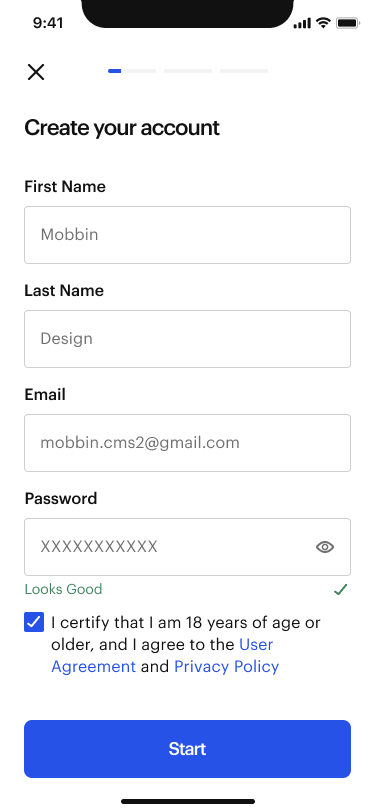 9:41
Create your account
First Name
Mobbin
Last Name
Design
Email
mobbin.cms2@gmail.com
Password
XXXXXXXXXXX
Looks Good
I certify that I am 18 years of age or
older, and I agree to the User
Agreement and Privacy Policy
Start